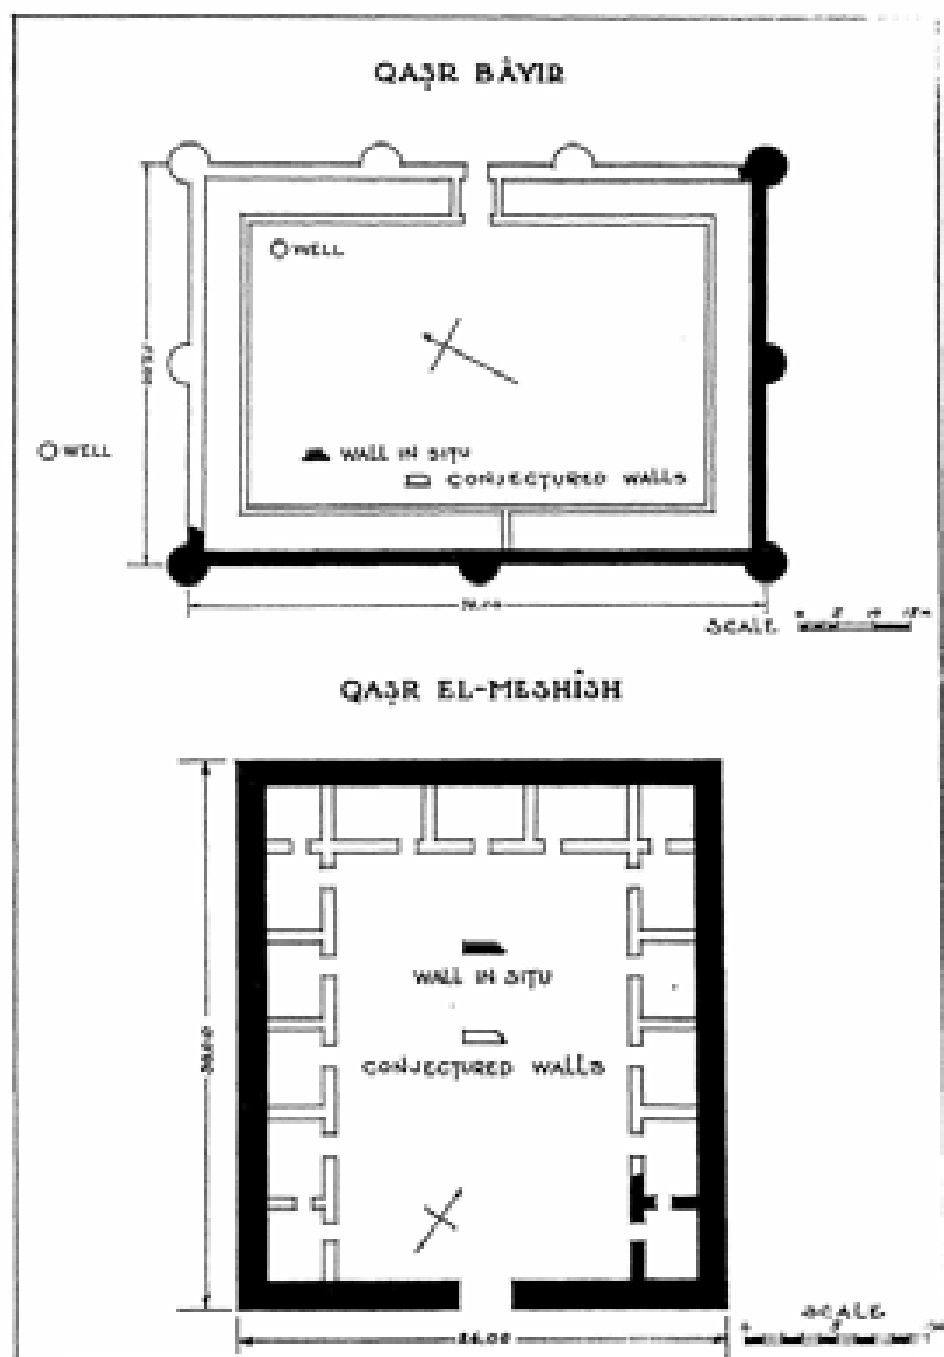 QAṢR BÂYIR
WELL
WELL
WALL IN SITU
CONJECTURED WALLS
SCALE
QAṢR EL-MESHÎSH
WALL IN SITU
CONJECTURED WALLS
SCALE